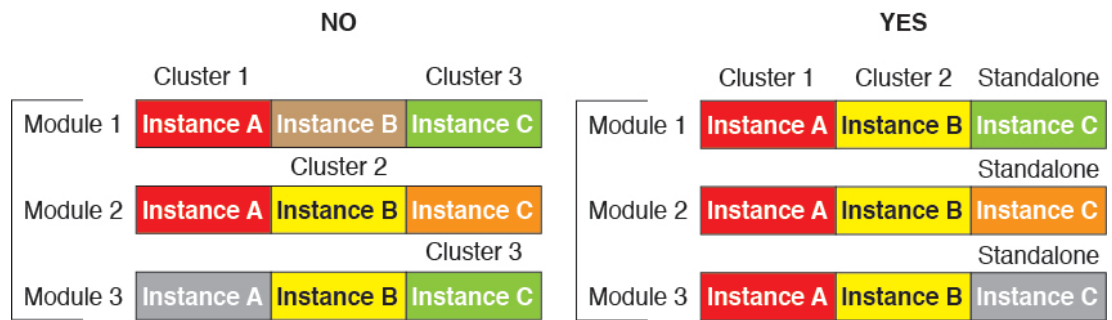 NO
Cluster 1 Cluster 3
Module 1 Instance A Instance B Instance C
Cluster 2
Module 2 Instance A Instance B Instance C
Cluster 3
Module 3 Instance A Instance B Instance C
YES
Cluster 1 Cluster 2 Standalone
Module 1 Instance A Instance B Instance C
Standalone
Module 2 Instance A Instance B Instance C
Standalone
Module 3 Instance A Instance B Instance C